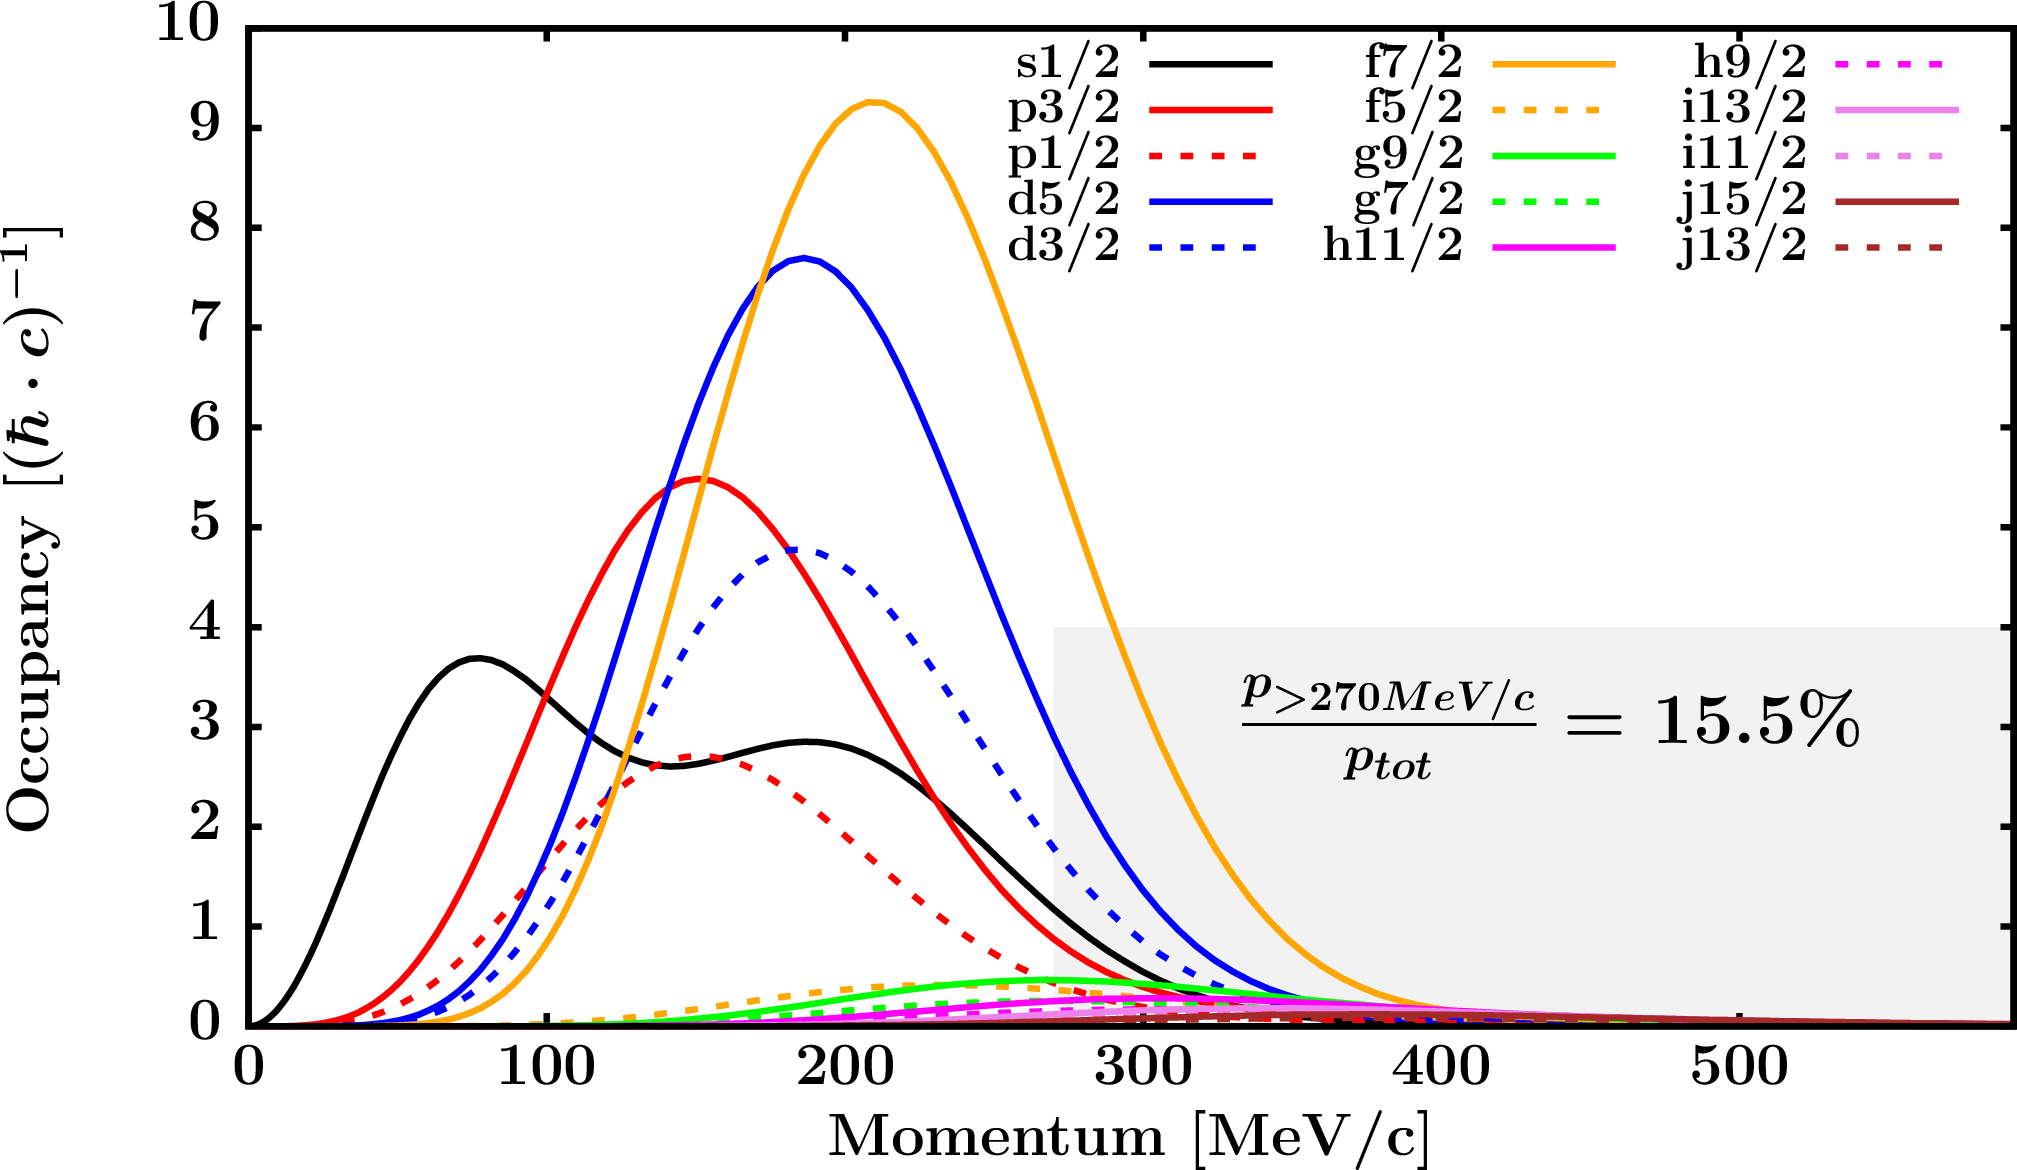 10
9
8
7
6
5
4
3
2
1
0
Occupancy [(ħ · c)⁻¹]
s1/2
p3/2
p1/2
d5/2
d3/2
f7/2
f5/2
g9/2
g7/2
h11/2
h9/2
i13/2
i11/2
j15/2
j13/2
p>270MeV/c / ptot = 15.5%
0 100 200 300 400 500
Momentum [MeV/c]